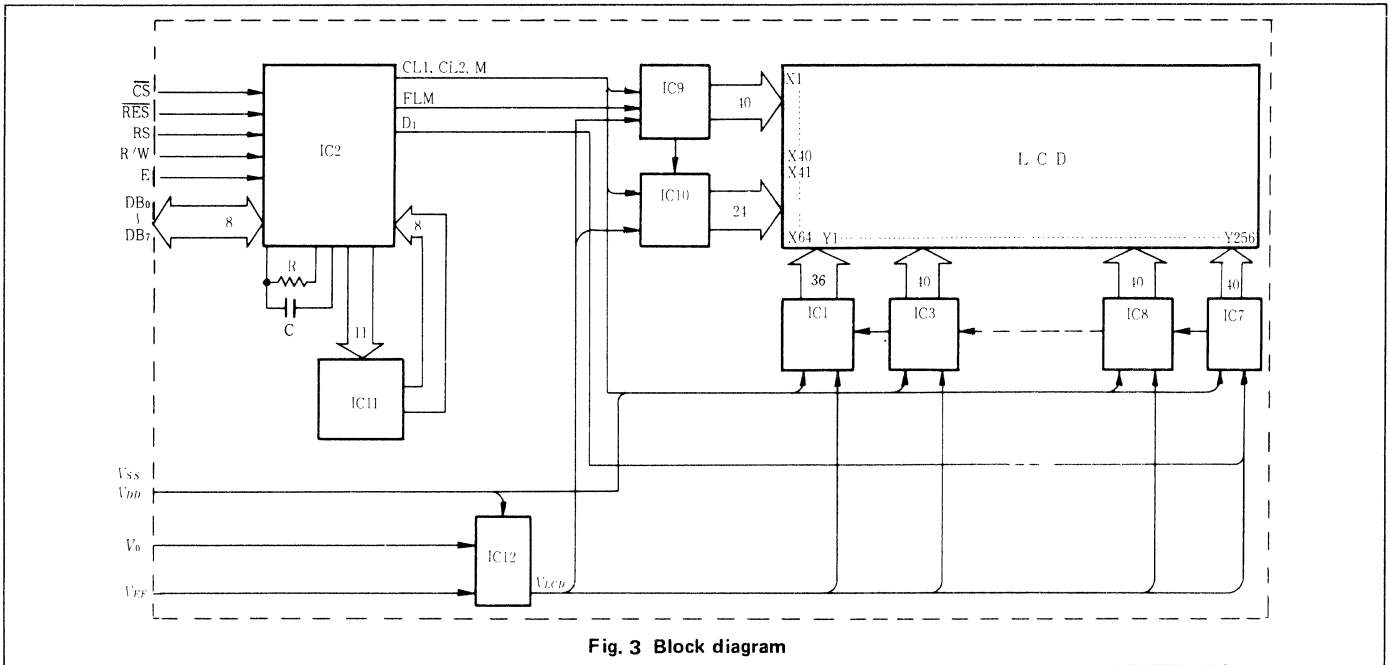 CL1, CL2, M
FLM
D1
CS
RES
RS
R/W
E
DB0
~
DB7
8
IC2
8
R
C
11
IC11
IC9
40
IC10
24
X1
X40
X41
X64 Y1
Y256
L C D
36
40
40
40
IC1
IC3
IC8
IC7
VSS
VDD
V0
VEE
IC12
VLCD
Fig. 3 Block diagram